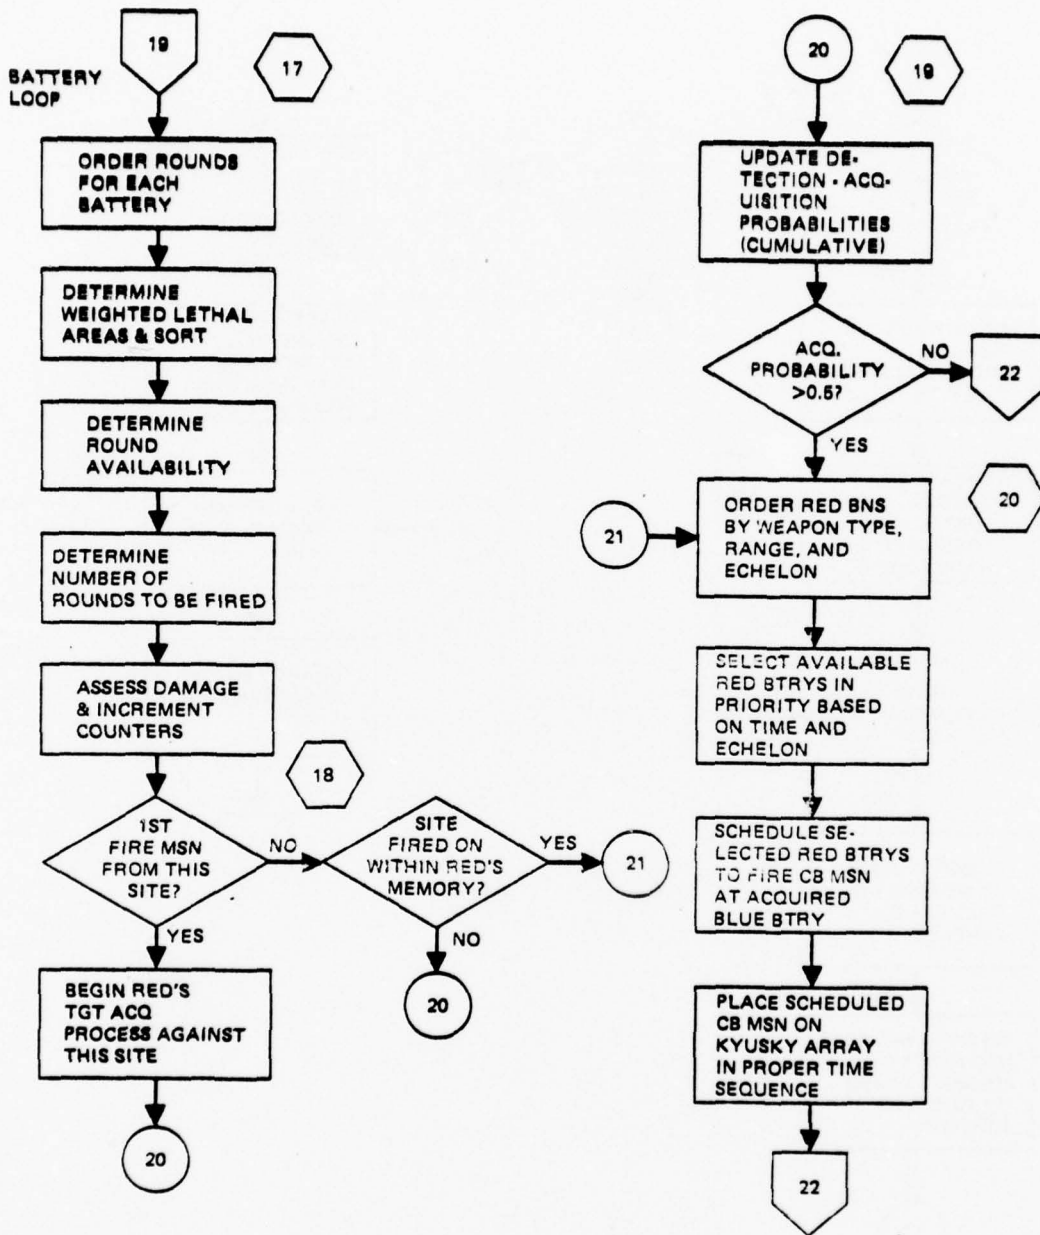 19
17
BATTERY
LOOP
ORDER ROUNDS
FOR EACH
BATTERY
DETERMINE
WEIGHTED LETHAL
AREAS & SORT
DETERMINE
ROUND
AVAILABILITY
DETERMINE
NUMBER OF
ROUNDS TO BE FIRED
ASSESS DAMAGE
& INCREMENT
COUNTERS
18
1ST
FIRE MSN
FROM THIS
SITE?
NO
SITE
FIRED ON
WITHIN RED'S
MEMORY?
YES
21
YES
NO
BEGIN RED'S
TGT ACQ
PROCESS AGAINST
THIS SITE
20
20
20
19
UPDATE DE-
TECTION - ACQ-
UISITION
PROBABILITIES
(CUMULATIVE)
ACQ.
PROBABILITY
>0.5?
NO
22
YES
20
21
ORDER RED BNS
BY WEAPON TYPE,
RANGE, AND
ECHELON
SELECT AVAILABLE
RED BTRYS IN
PRIORITY BASED
ON TIME AND
ECHELON
SCHEDULE SE-
LECTED RED BTRYS
TO FIRE CB MSN
AT ACQUIRED
BLUE BTRY
PLACE SCHEDULED
CB MSN ON
KYUSKY ARRAY
IN PROPER TIME
SEQUENCE
22